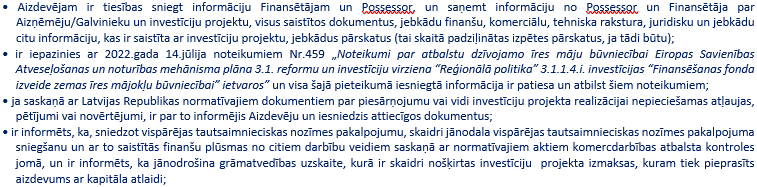 • Aizdevējam ir tiesības sniegt informāciju Finansētājam un Possessor, un saņemt informāciju no Possessor un Finansētāja par
Aizņēmēju/Galvinieku un investīciju projektu, visus saistītos dokumentus, jebkādu finanšu, komerciālu, tehniska rakstura, juridisku un jebkādu
citu informāciju, kas ir saistīta ar investīciju projektu, jebkādus pārskatus (tai skaitā padziļinātas izpētes pārskatus, ja tādi būtu);
• ir iepazinies ar 2022.gada 14.jūlija noteikumiem Nr.459 „Noteikumi par atbalstu dzīvojamo īres māju būvniecībai Eiropas Savienības
Atveseļošanas un noturības mehānisma plāna 3.1. reformu un investīciju virziena “Reģionālā politika” 3.1.1.4.i. investīcijas “Finansēšanas fonda
izveide zemas īres mājokļu būvniecībai” ietvaros” un visa šajā pieteikumā iesniegtā informācija ir patiesa un atbilst šiem noteikumiem;
• ja saskaņā ar Latvijas Republikas normatīvajiem dokumentiem par piesārņojumu vai vidi investīciju projekta realizācijai nepieciešamas atļaujas,
pētījumi vai novērtējumi, ir par to informējis Aizdevēju un iesniedzis attiecīgos dokumentus;
• ir informēts, ka, sniedzot vispārējas tautsaimnieciskas nozīmes pakalpojumu, skaidri jānodala vispārējas tautsaimnieciskas nozīmes pakalpojuma
sniegšanu un ar to saistītās finanšu plūsmas no citiem darbību veidiem saskaņā ar normatīvajiem aktiem komercdarbības atbalsta kontroles
jomā, un ir informēts, ka jānodrošina grāmatvedības uzskaite, kurā ir skaidri nošķirtas investīciju projekta izmaksas, kuram tiek pieprasīts
aizdevums ar kapitāla atlaidi;